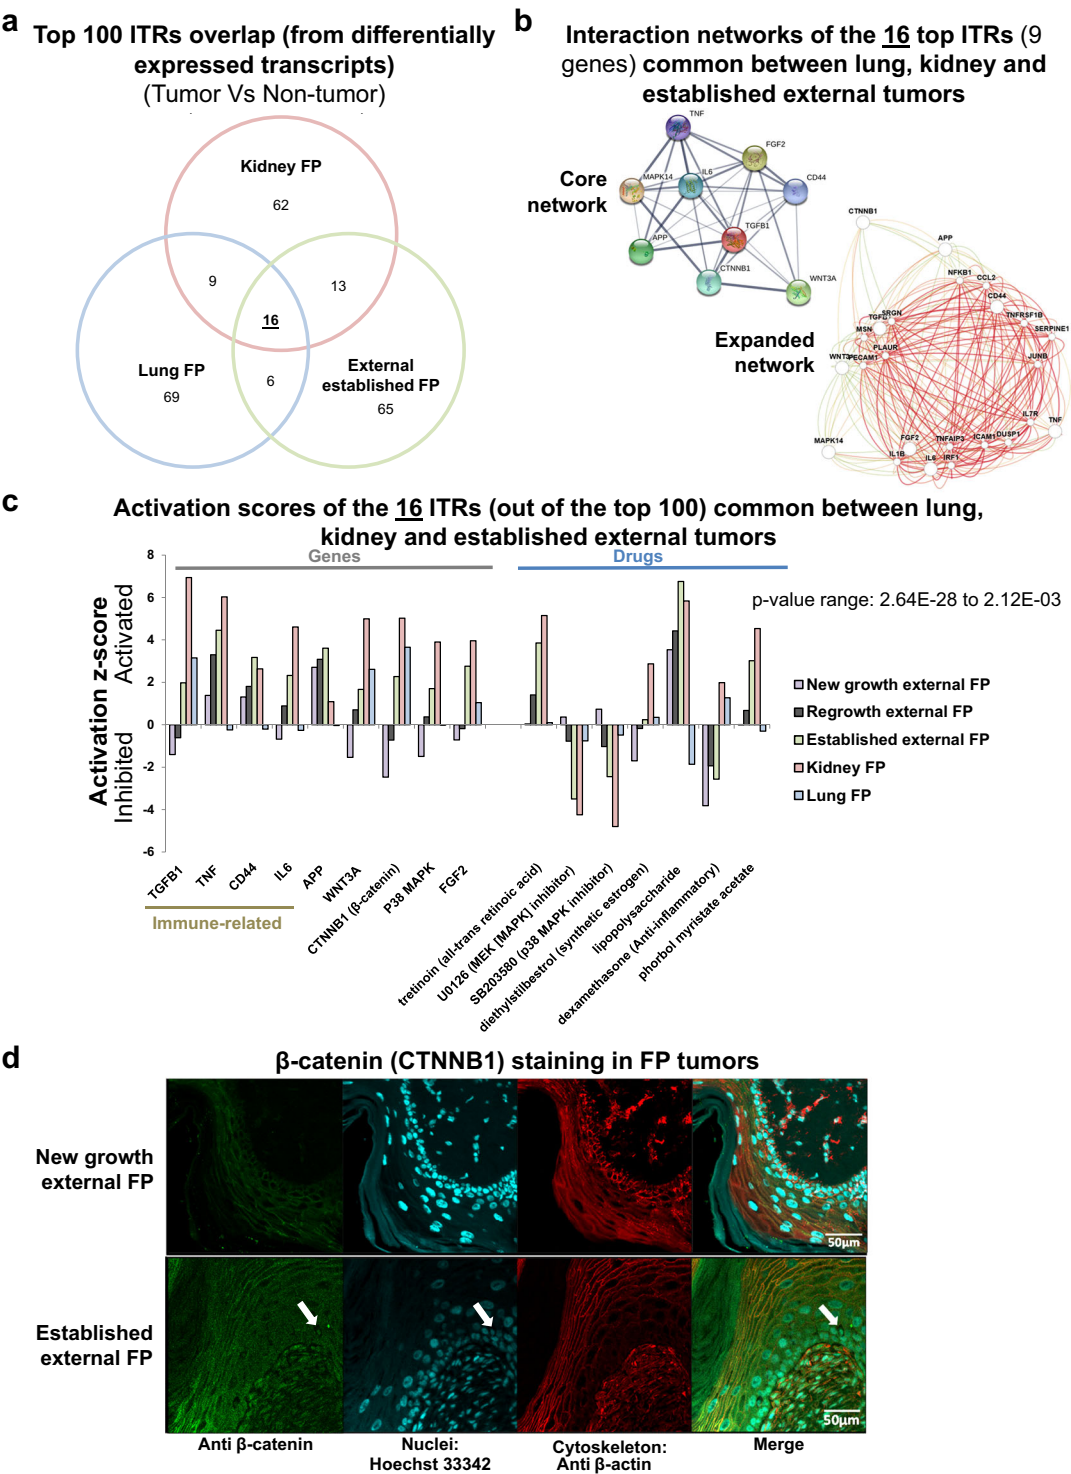 a
Top 100 ITRs overlap (from differentially
expressed transcripts)
(Tumor Vs Non-tumor)
Kidney FP
62
9
13
16
Lung FP
69
6
External
established FP
65
b
Interaction networks of the 16 top ITRs (9
genes) common between lung, kidney and
established external tumors
Core
network
TNF
FGF2
MAPK14
IL6
CD44
TGFB1
APP
CTNNB1
WNT3A
Expanded
network
CTNNB1
APP
NFKB1
CCL2
CD44
SRGN
TNFRSF1B
MSN
SERPINE1
PLAUR
JUNB
PECAM1
IL7R
TNF
MAPK14
FGF2
TNFAIP3
ICAM1
DUSP1
IL1B
IL6
IRF1
c
Activation scores of the 16 ITRs (out of the top 100) common between lung,
kidney and established external tumors
Genes
Drugs
8
6
4
2
0
-2
-4
-6
Activation z-score
Activated
Inhibited
p-value range: 2.64E-28 to 2.12E-03
New growth external FP
Regrowth external FP
Established external FP
Kidney FP
Lung FP
TGFB1
TNF
CD44
IL6
APP
WNT3A
CTNNB1 (β-catenin)
P38 MAPK
FGF2
tretinoin (all-trans retinoic acid)
U0126 (MEK [MAPK] inhibitor)
SB203580 (p38 MAPK inhibitor)
diethylstilbestrol (synthetic estrogen)
lipopolysaccharide
dexamethasone (Anti-inflammatory)
phorbol myristate acetate
Immune-related
d
β-catenin (CTNNB1) staining in FP tumors
New growth
external FP
50μm
Established
external FP
50μm
Anti β-catenin
Nuclei:
Hoechst 33342
Cytoskeleton:
Anti β-actin
Merge